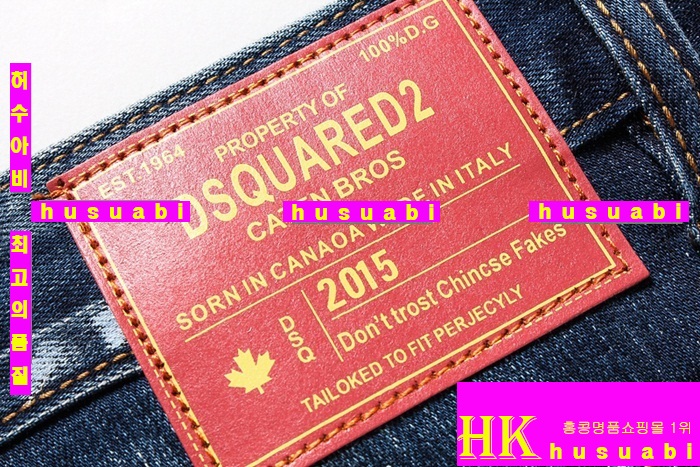 100% D.G
EST 1964
PROPERTY OF
DSQUARED2
BROS
SORN IN CANAOA IN ITALY
2015
DSQ
Don't trost Chincse Fakes
TAILOKED TO FIT PERJECYLY
허수아비
최고의품질
husuabi
husuabi
husuabi
HK
홍콩명품쇼핑몰 1위
husuabi